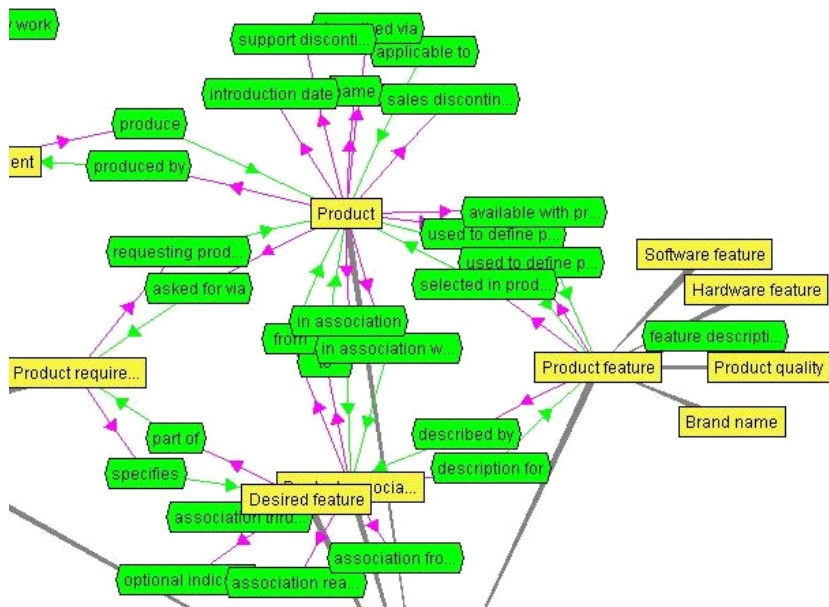 work
support disconti...
ed via
applicable to
introduction date
ame
sales discontin...
produce
produced by
ent
Product
available with pr...
used to define p...
used to define p...
selected in prod...
requesting prod...
asked for via
Software feature
Hardware feature
feature descripti...
in association
from
in association w...
to
Product require...
Product feature
Product quality
Brand name
part of
described by
specifies
description for
ocia...
Desired feature
association thru...
association fro...
optional indic
association rea...